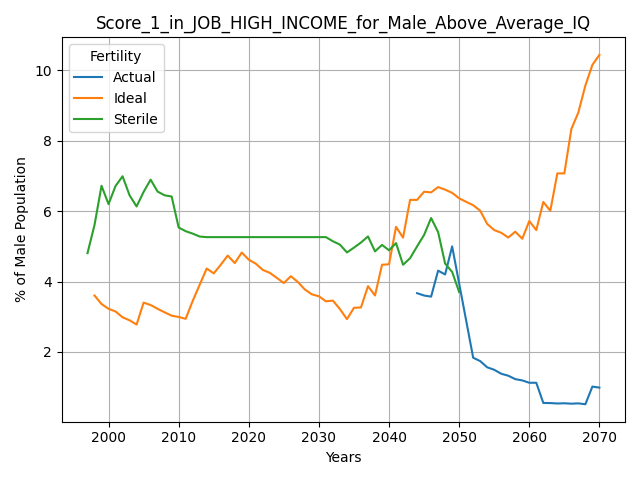 Score_1_in_JOB_HIGH_INCOME_for_Male_Above_Average_IQ
Fertility
Actual
Ideal
Sterile
% of Male Population
10
8
6
4
2
2000 2010 2020 2030 2040 2050 2060 2070
Years